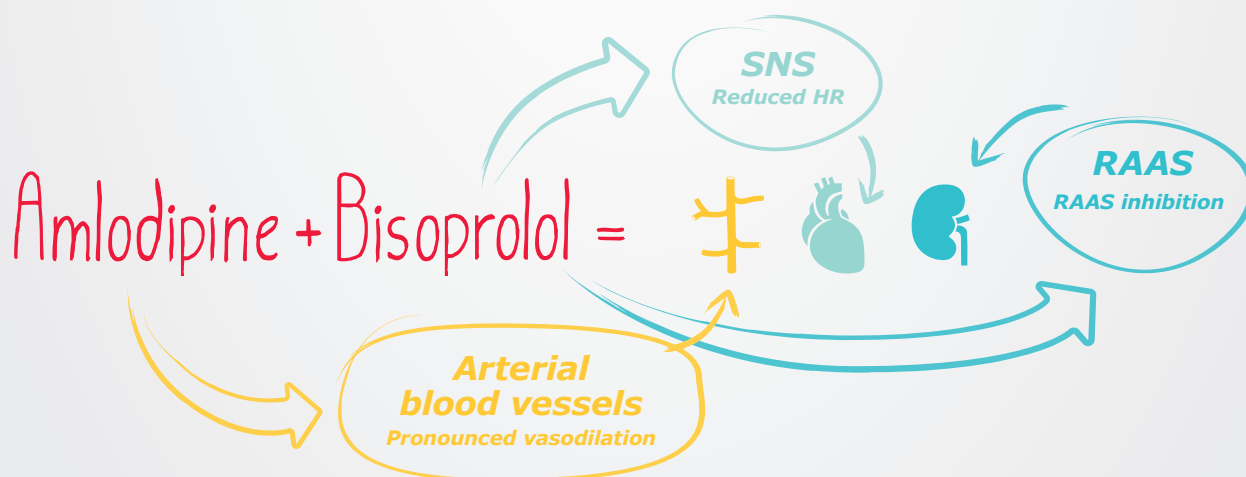 SNS
Reduced HR
RAAS
RAAS inhibition
Amlodipine + Bisoprolol =
Arterial
blood vessels
Pronounced vasodilation